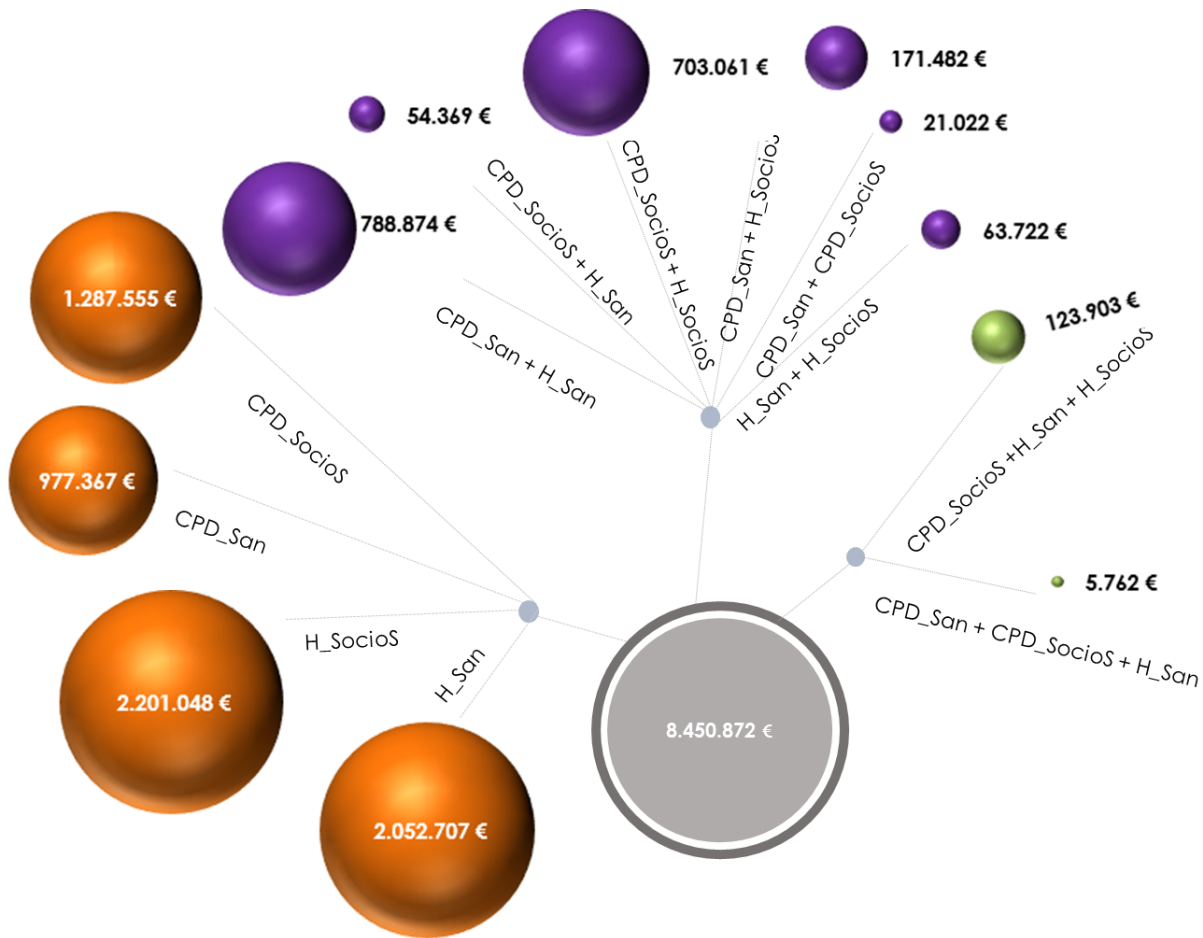 703.061 €
171.482 €
54.369 €
21.022 €
788.874 €
63.722 €
1.287.555 €
123.903 €
CPD_SocioS + H_San
CPD_SocioS + H_SocioS
CPD_San + H_SocioS
CPD_San + CPD_SocioS
CPD_San + H_San
H_San + H_SocioS
CPD_SocioS
CPD_SocioS +H_San + H_SocioS
977.367 €
CPD_San
5.762 €
CPD_San + CPD_SocioS + H_San
H_SocioS
H_San
2.201.048 €
8.450.872 €
2.052.707 €